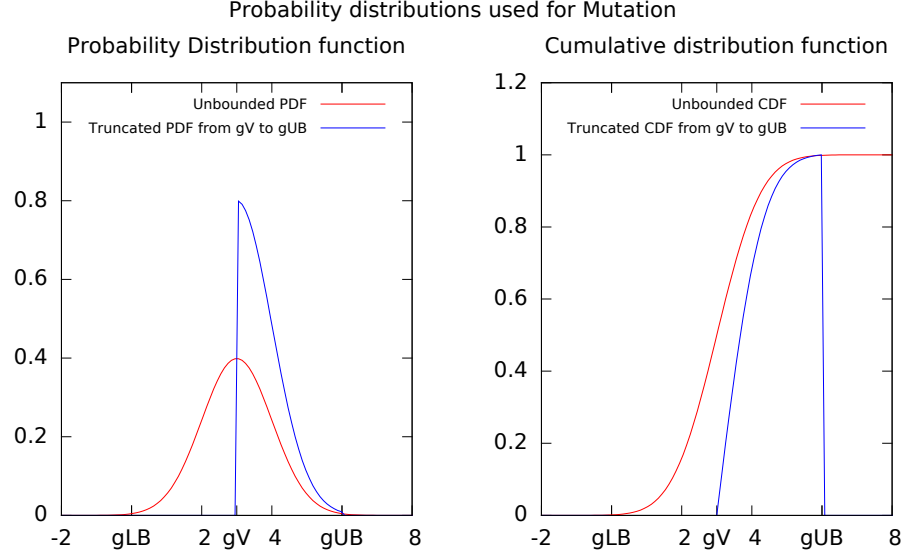 Probability distributions used for Mutation
Probability Distribution function
Unbounded PDF
Truncated PDF from gV to gUB
1
0.8
0.6
0.4
0.2
0
-2 gLB 2 gV 4 gUB 8
Cumulative distribution function
Unbounded CDF
Truncated CDF from gV to gUB
1.2
1
0.8
0.6
0.4
0.2
0
-2 gLB 2 gV 4 gUB 8